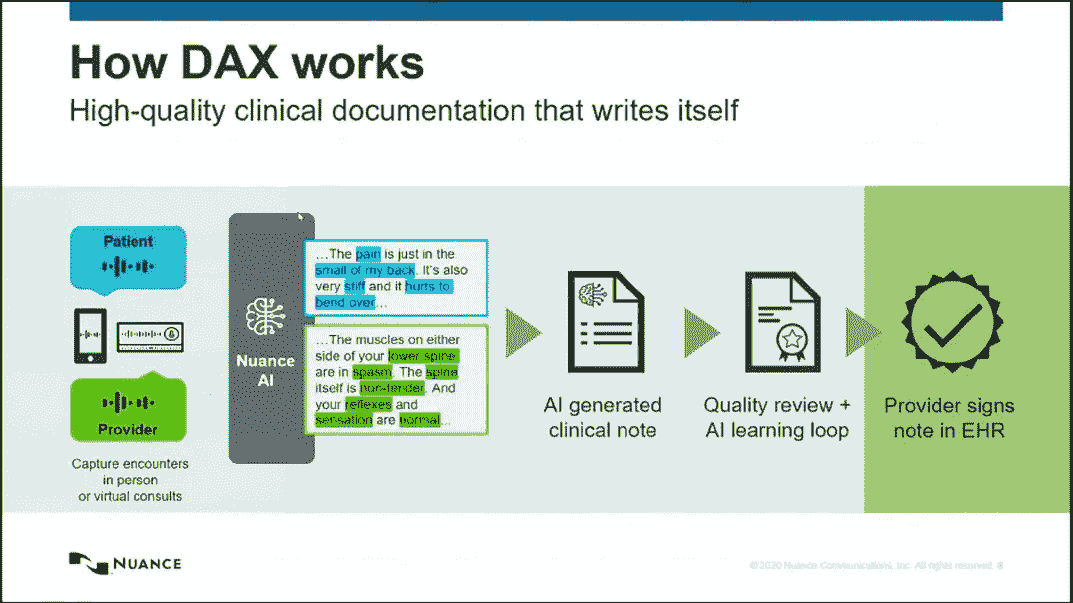 How DAX works
High-quality clinical documentation that writes itself
Patient
Provider
Capture encounters
in person
or virtual consults
Nuance
AI
…The pain is just in the
small of my back. It's also
very stiff and it hurts to
bend over…
…The muscles on either
side of your lower spine
are in spasm. The spine
itself is non-tender. And
your reflexes and
sensation are normal…
AI generated
clinical note
Quality review +
AI learning loop
Provider signs
note in EHR
NUANCE
© 2020 Nuance Communications, Inc. All rights reserved. 8